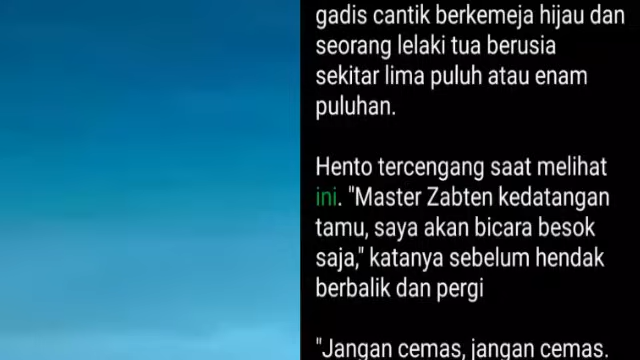 gadis cantik berkemeja hijau dan
seorang lelaki tua berusia
sekitar lima puluh atau enam
puluhan.
Hento tercengang saat melihat
ini. "Master Zabten kedatangan
tamu, saya akan bicara besok
saja," katanya sebelum hendak
berbalik dan pergi
"Jangan cemas, jangan cemas.